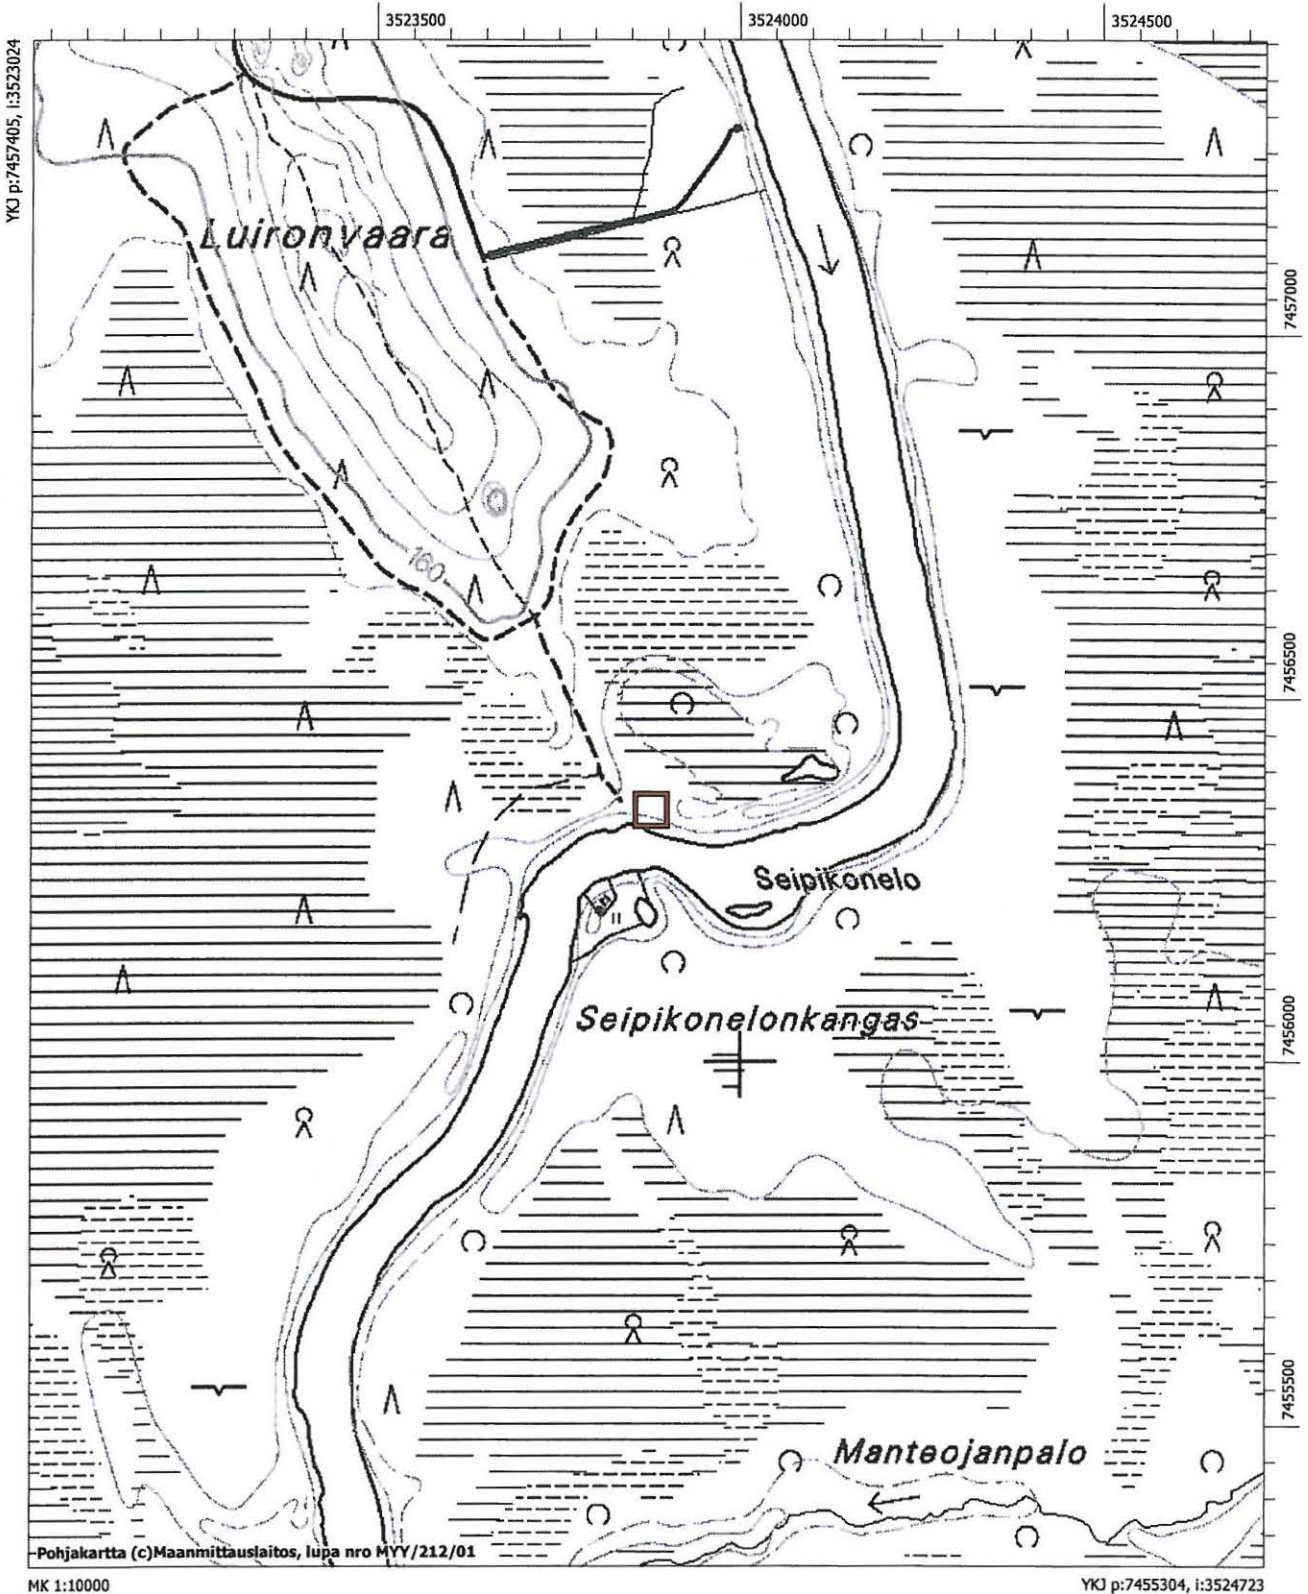 3523500
3524000
3524500
YKJ p:7457405, i:3523024
Luironvaara
7457000
160
7456500
Seipikonelo
Seipikonelonkangas
7456000
7455500
Manteojanpalo
Pohjakartta (c)Maanmittauslaitos, lupa nro MYY/212/01
MK 1:10000
YKJ p:7455304, i:3524723